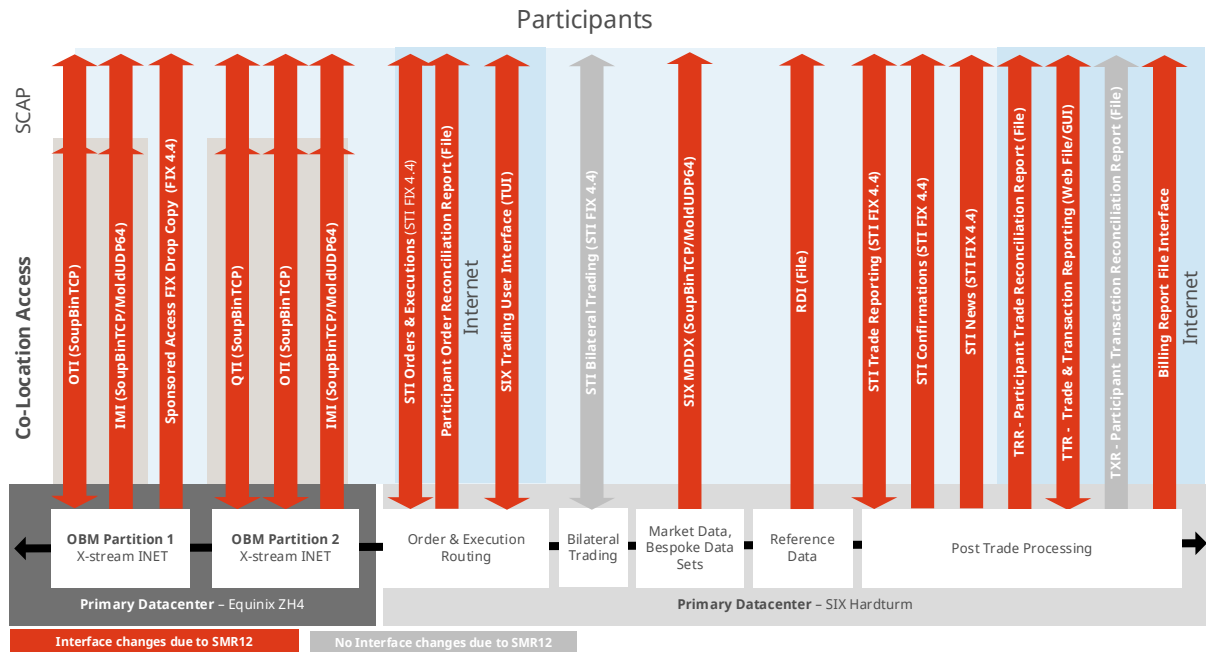 Participants
SCAP
Co-Location Access
OTI (SoupBinTCP)
IMI (SoupBinTCP/MoldUDP64)
Sponsored Access FIX Drop Copy (FIX 4.4)
QTI (SoupBinTCP)
OTI (SoupBinTCP)
IMI (SoupBinTCP/MoldUDP64)
STI Orders & Executions (STI FIX 4.4)
Participant Order Reconciliation Report (File)
Internet
SIX Trading User Interface (TUI)
STI Bilateral Trading (STI FIX 4.4)
SIX MDDX (SoupBinTCP/MoldUDP64)
RDI (File)
STI Trade Reporting (STI FIX 4.4)
STI Confirmations (STI FIX 4.4)
STI News (STI FIX 4.4)
TRR - Participant Trade Reconciliation Report (File)
TTR - Trade & Transaction Reporting (Web File/GUI)
TXR - Participant Transaction Reconciliation Report (File)
Billing Report File Interface
Internet
OBM Partition 1
X-stream INET
OBM Partition 2
X-stream INET
Order & Execution
Routing
Bilateral
Trading
Market Data,
Bespoke Data
Sets
Reference
Data
Post Trade Processing
Primary Datacenter – Equinix ZH4
Primary Datacenter – SIX Hardturm
Interface changes due to SMR12
No Interface changes due to SMR12